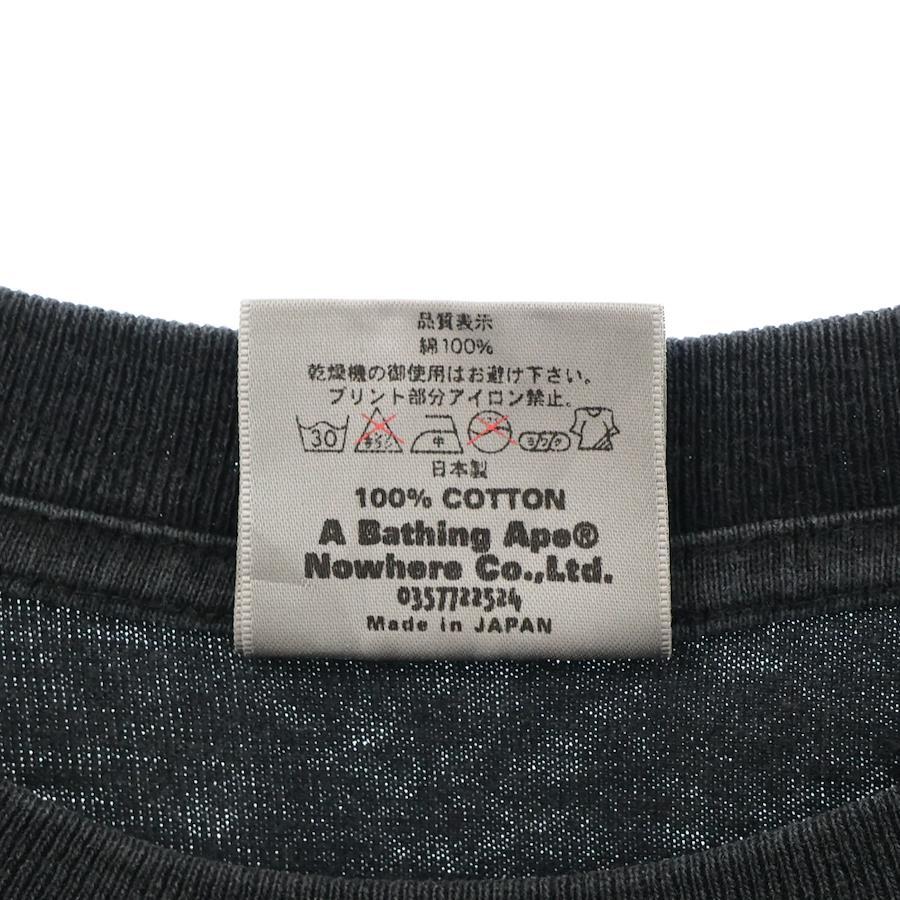 品質表示
綿100%
乾燥機の御使用はお避け下さい。
プリント部分アイロン禁止。
30 中
日本製
100% COTTON
A Bathing Ape®
Nowhere Co.,Ltd.
0357722524
Made in JAPAN